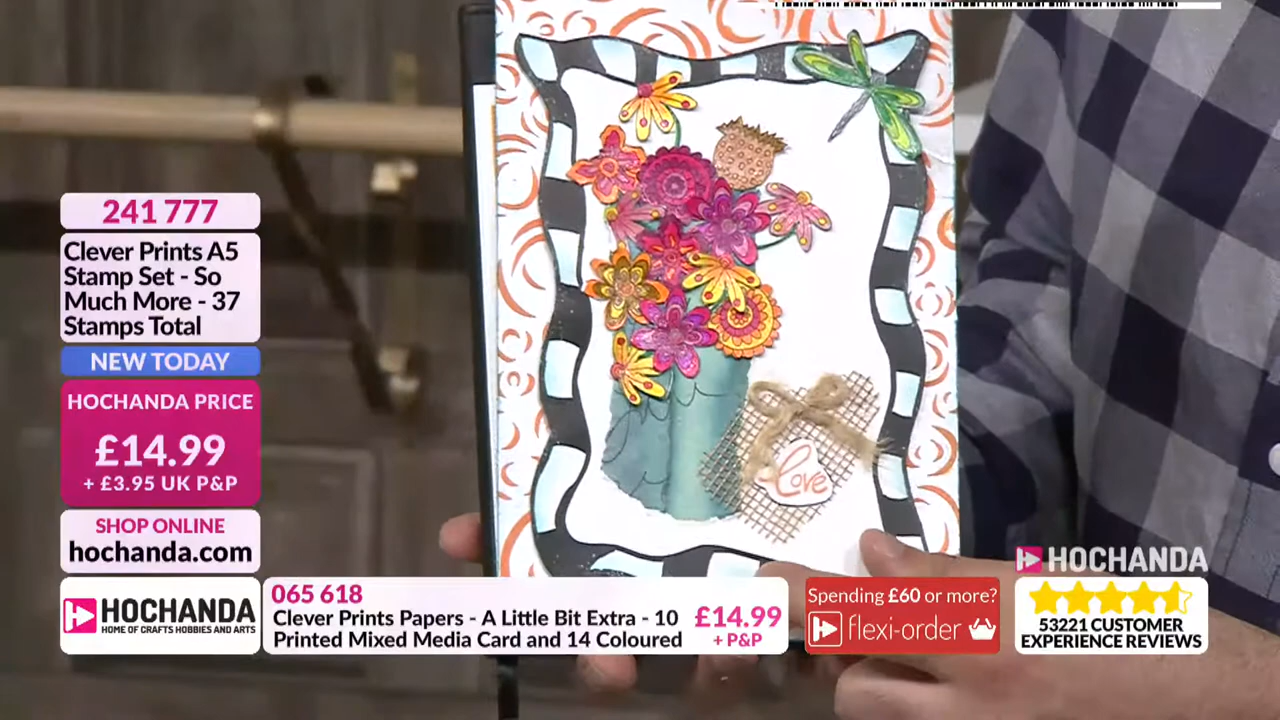 241 777
Clever Prints A5
Stamp Set - So
Much More - 37
Stamps Total
NEW TODAY
HOCHANDA PRICE
£14.99
+ £3.95 UK P&P
SHOP ONLINE
hochanda.com
HOCHANDA
HOME OF CRAFTS HOBBIES AND ARTS
065 618
Clever Prints Papers - A Little Bit Extra - 10
Printed Mixed Media Card and 14 Coloured
£14.99
+ P&P
Spending £60 or more?
flexi-order
HOCHANDA
53221 CUSTOMER
EXPERIENCE REVIEWS
love